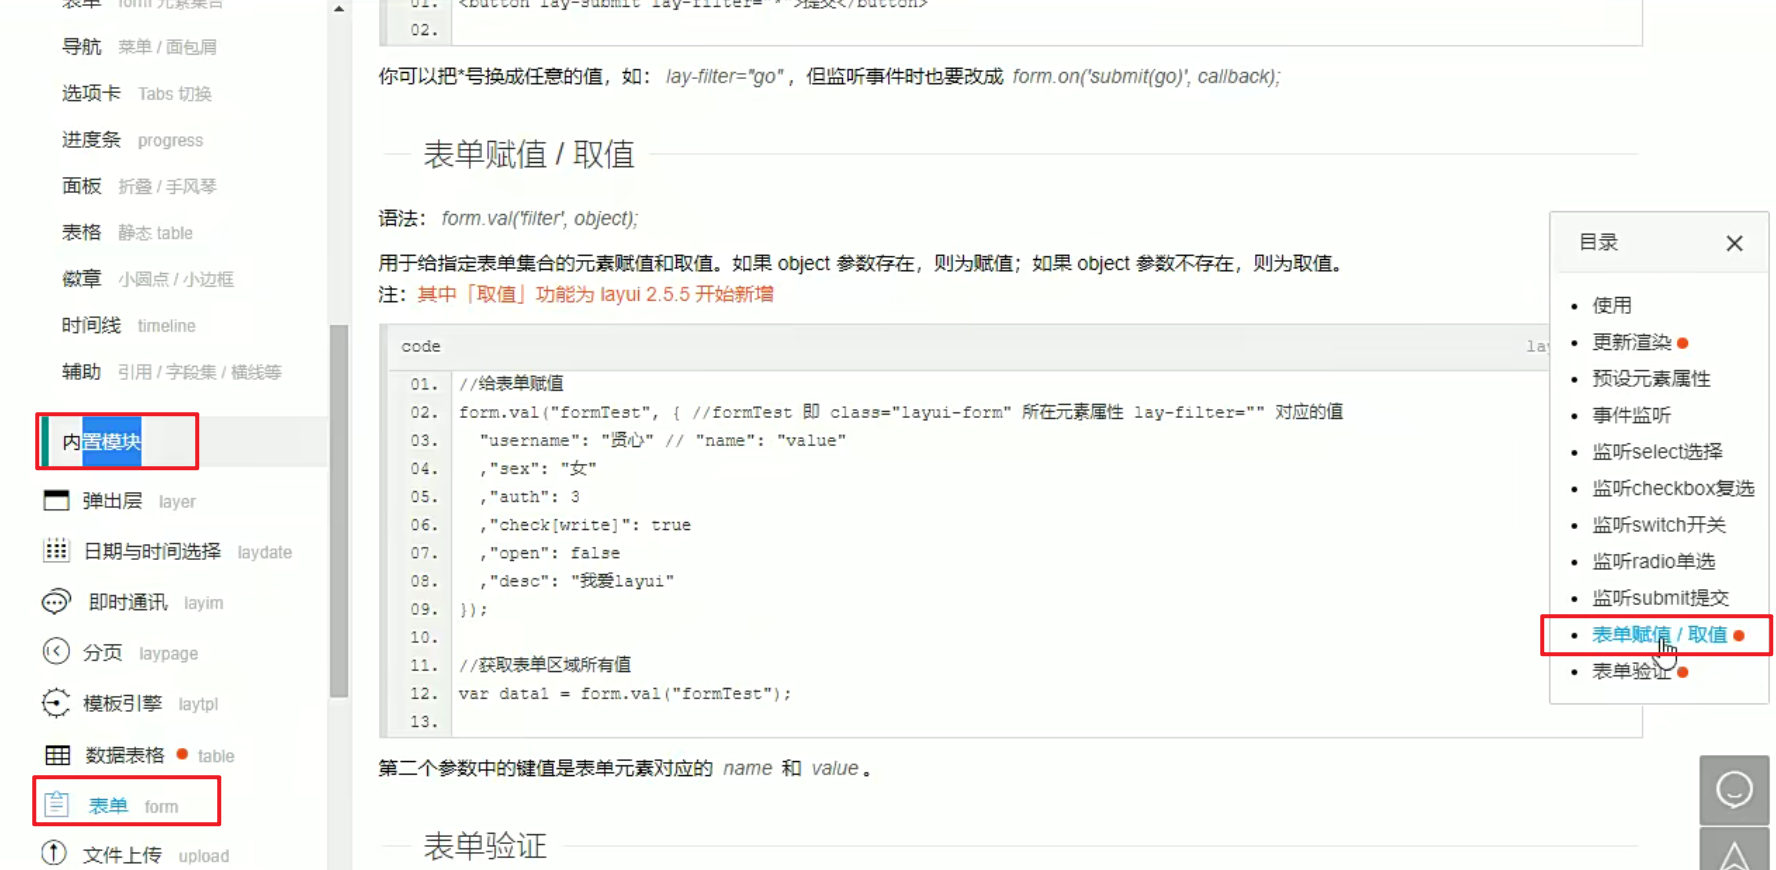 表单 form 元素集合
导航 菜单 / 面包屑
选项卡 Tabs 切换
进度条 progress
面板 折叠 / 手风琴
表格 静态 table
徽章 小圆点 / 小边框
时间线 timeline
辅助 引用 / 字段集 / 横线等
内置模块
弹出层 layer
日期与时间选择 laydate
即时通讯 layim
分页 laypage
模板引擎 laytpl
数据表格 table
表单 form
文件上传 upload
01. <button lay-submit lay-filter="*">提交</button>
02.
你可以把*号换成任意的值，如： lay-filter="go" ，但监听事件时也要改成 form.on('submit(go)', callback);
表单赋值 / 取值
语法： form.val('filter', object);
用于给指定表单集合的元素赋值和取值。如果 object 参数存在，则为赋值；如果 object 参数不存在，则为取值。
注：其中「取值」功能为 layui 2.5.5 开始新增
code lay
01. //给表单赋值
02. form.val("formTest", { //formTest 即 class="layui-form" 所在元素属性 lay-filter="" 对应的值
03. "username": "贤心" // "name": "value"
04. ,"sex": "女"
05. ,"auth": 3
06. ,"check[write]": true
07. ,"open": false
08. ,"desc": "我爱layui"
09. });
10.
11. //获取表单区域所有值
12. var data1 = form.val("formTest");
13.
第二个参数中的键值是表单元素对应的 name 和 value 。
表单验证
目录
使用
更新渲染
预设元素属性
事件监听
监听select选择
监听checkbox复选
监听switch开关
监听radio单选
监听submit提交
表单赋值 / 取值
表单验证